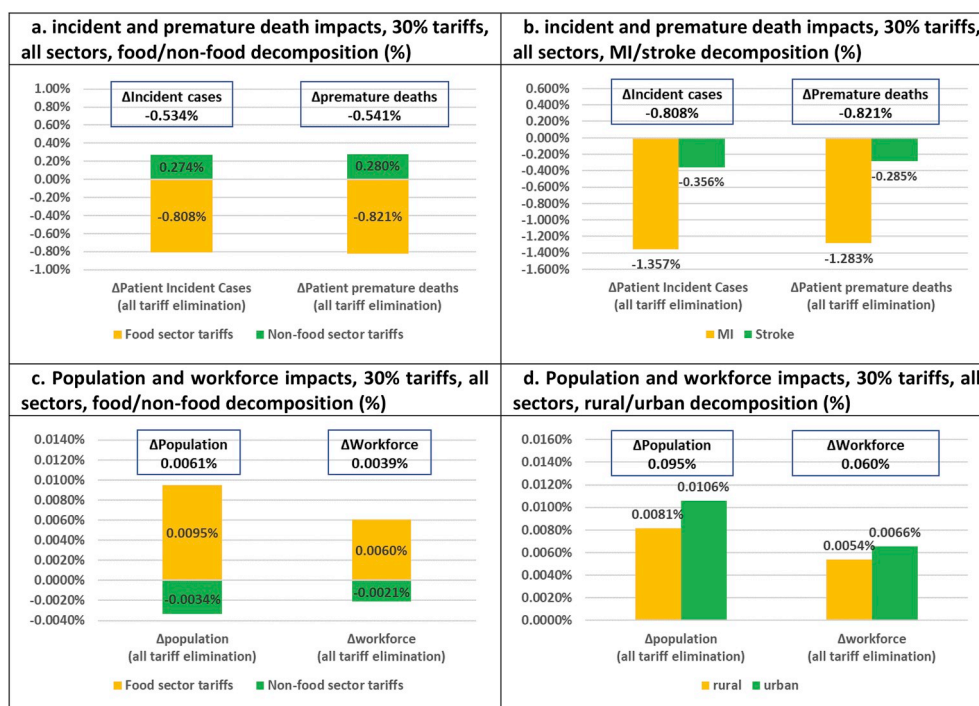 a. incident and premature death impacts, 30% tariffs,
all sectors, food/non-food decomposition (%)
1.00%
0.80%
0.60%
0.40%
0.20%
0.00%
-0.20%
-0.40%
-0.60%
-0.80%
-1.00%
ΔIncident cases
-0.534%
Δpremature deaths
-0.541%
0.274%
0.280%
-0.808%
-0.821%
ΔPatient Incident Cases
(all tariff elimination)
ΔPatient premature deaths
(all tariff elimination)
Food sector tariffs
Non-food sector tariffs
b. incident and premature death impacts, 30% tariffs,
all sectors, MI/stroke decomposition (%)
0.600%
0.400%
0.200%
0.000%
-0.200%
-0.400%
-0.600%
-0.800%
-1.000%
-1.200%
-1.400%
-1.600%
ΔIncident cases
-0.808%
ΔPremature deaths
-0.821%
-0.356%
-0.285%
-1.357%
-1.283%
ΔPatient Incident Cases
(all tariff elimination)
ΔPatient premature deaths
(all tariff elimination)
MI
Stroke
c. Population and workforce impacts, 30% tariffs, all
sectors, food/non-food decomposition (%)
0.0140%
0.0120%
0.0100%
0.0080%
0.0060%
0.0040%
0.0020%
0.0000%
-0.0020%
-0.0040%
ΔPopulation
0.0061%
ΔWorkforce
0.0039%
0.0095%
0.0060%
-0.0034%
-0.0021%
Δpopulation
(all tariff elimination)
Δworkforce
(all tariff elimination)
Food sector tariffs
Non-food sector tariffs
d. Population and workforce impacts, 30% tariffs, all
sectors, rural/urban decomposition (%)
0.0160%
0.0140%
0.0120%
0.0100%
0.0080%
0.0060%
0.0040%
0.0020%
0.0000%
ΔPopulation
0.095%
ΔWorkforce
0.060%
0.0106%
0.0081%
0.0066%
0.0054%
Δpopulation
(all tariff elimination)
Δworkforce
(all tariff elimination)
rural
urban